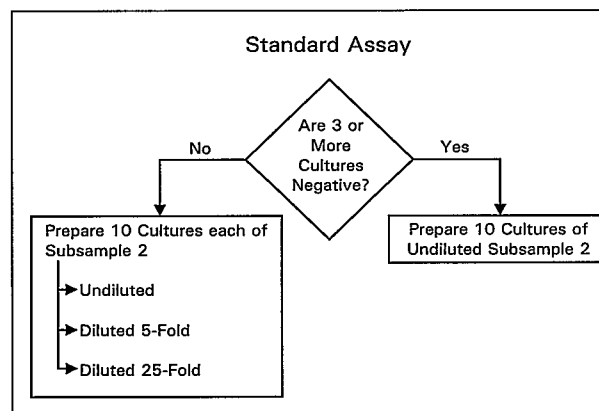 Standard Assay
Are 3 or
More
Cultures
Negative?
No
Yes
Prepare 10 Cultures each of
Subsample 2
Undiluted
Diluted 5-Fold
Diluted 25-Fold
Prepare 10 Cultures of
Undiluted Subsample 2